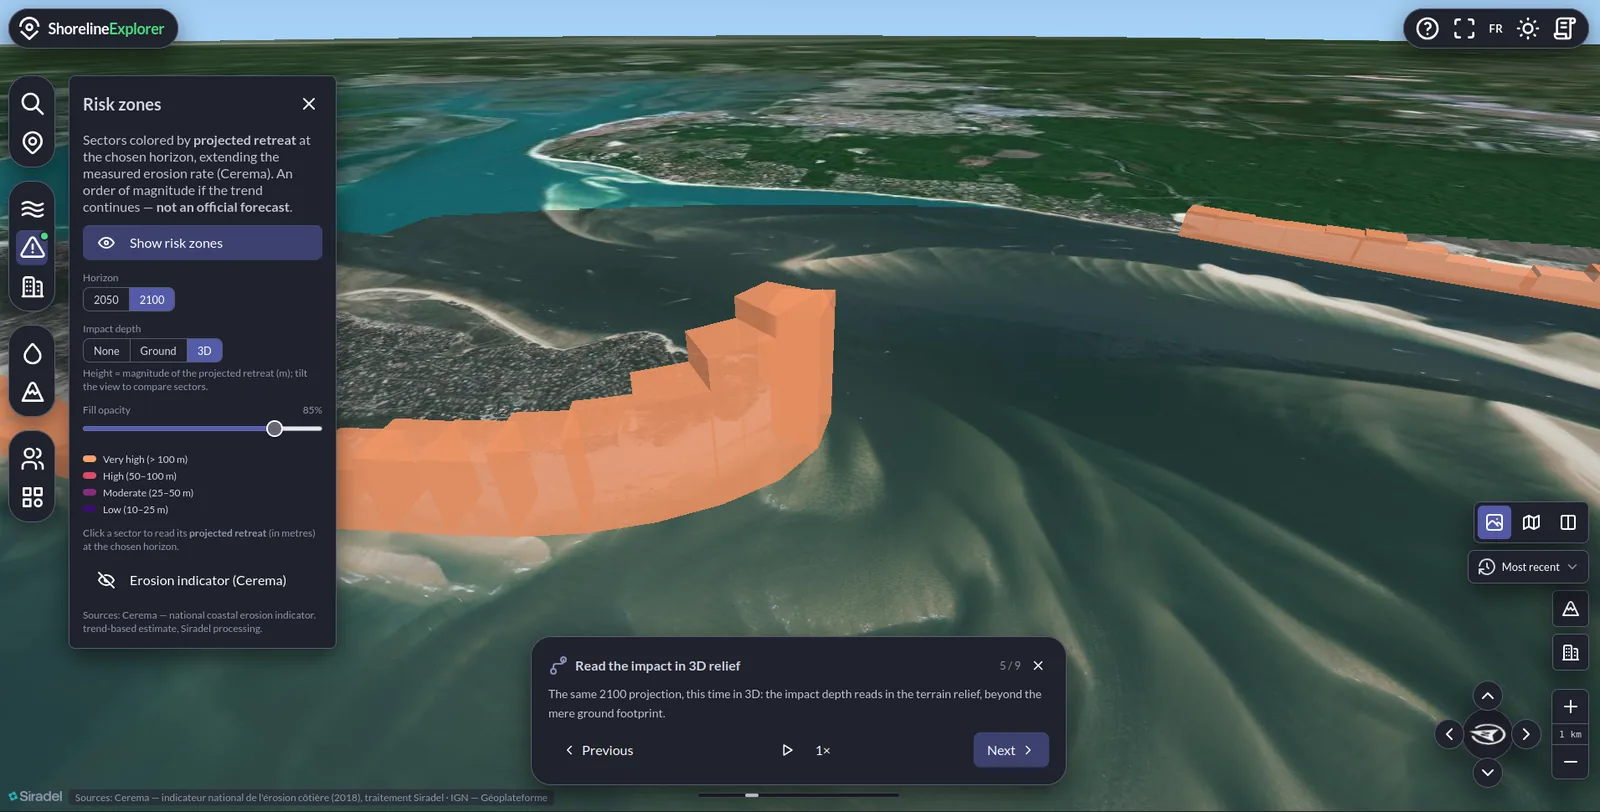 ShorelineExplorer
FR
Risk zones
Sectors colored by projected retreat at
the chosen horizon, extending the
measured erosion rate (Cerema). An
order of magnitude if the trend
continues — not an official forecast.
Show risk zones
Horizon
2050
2100
Impact depth
None
Ground
3D
Height = magnitude of the projected retreat (m); tilt
the view to compare sectors.
Fill opacity
85%
Very high (> 100 m)
High (50–100 m)
Moderate (25–50 m)
Low (10–25 m)
Click a sector to read its projected retreat (in metres)
at the chosen horizon.
Erosion indicator (Cerema)
Sources: Cerema — national coastal erosion indicator.
trend-based estimate, Siradel processing.
Most recent
1 km
Read the impact in 3D relief
5 / 9
The same 2100 projection, this time in 3D: the impact depth reads in the terrain relief, beyond the
mere ground footprint.
Previous
1×
Next
Siradel
Sources: Cerema — indicateur national de l'érosion côtière (2018), traitement Siradel · IGN — Géoplateforme